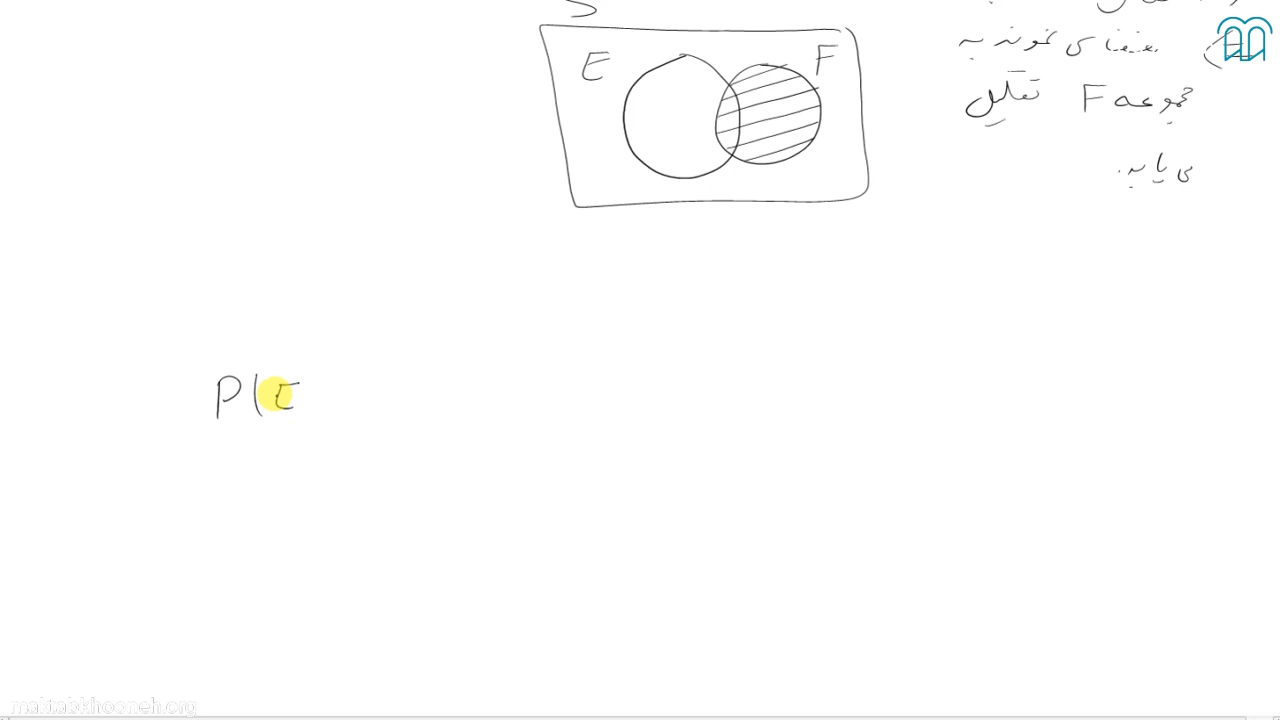 S
E F
فضای نمونه به
مجموعه F تقلیل
می یابد.
P(E
maktabkhooneh.org